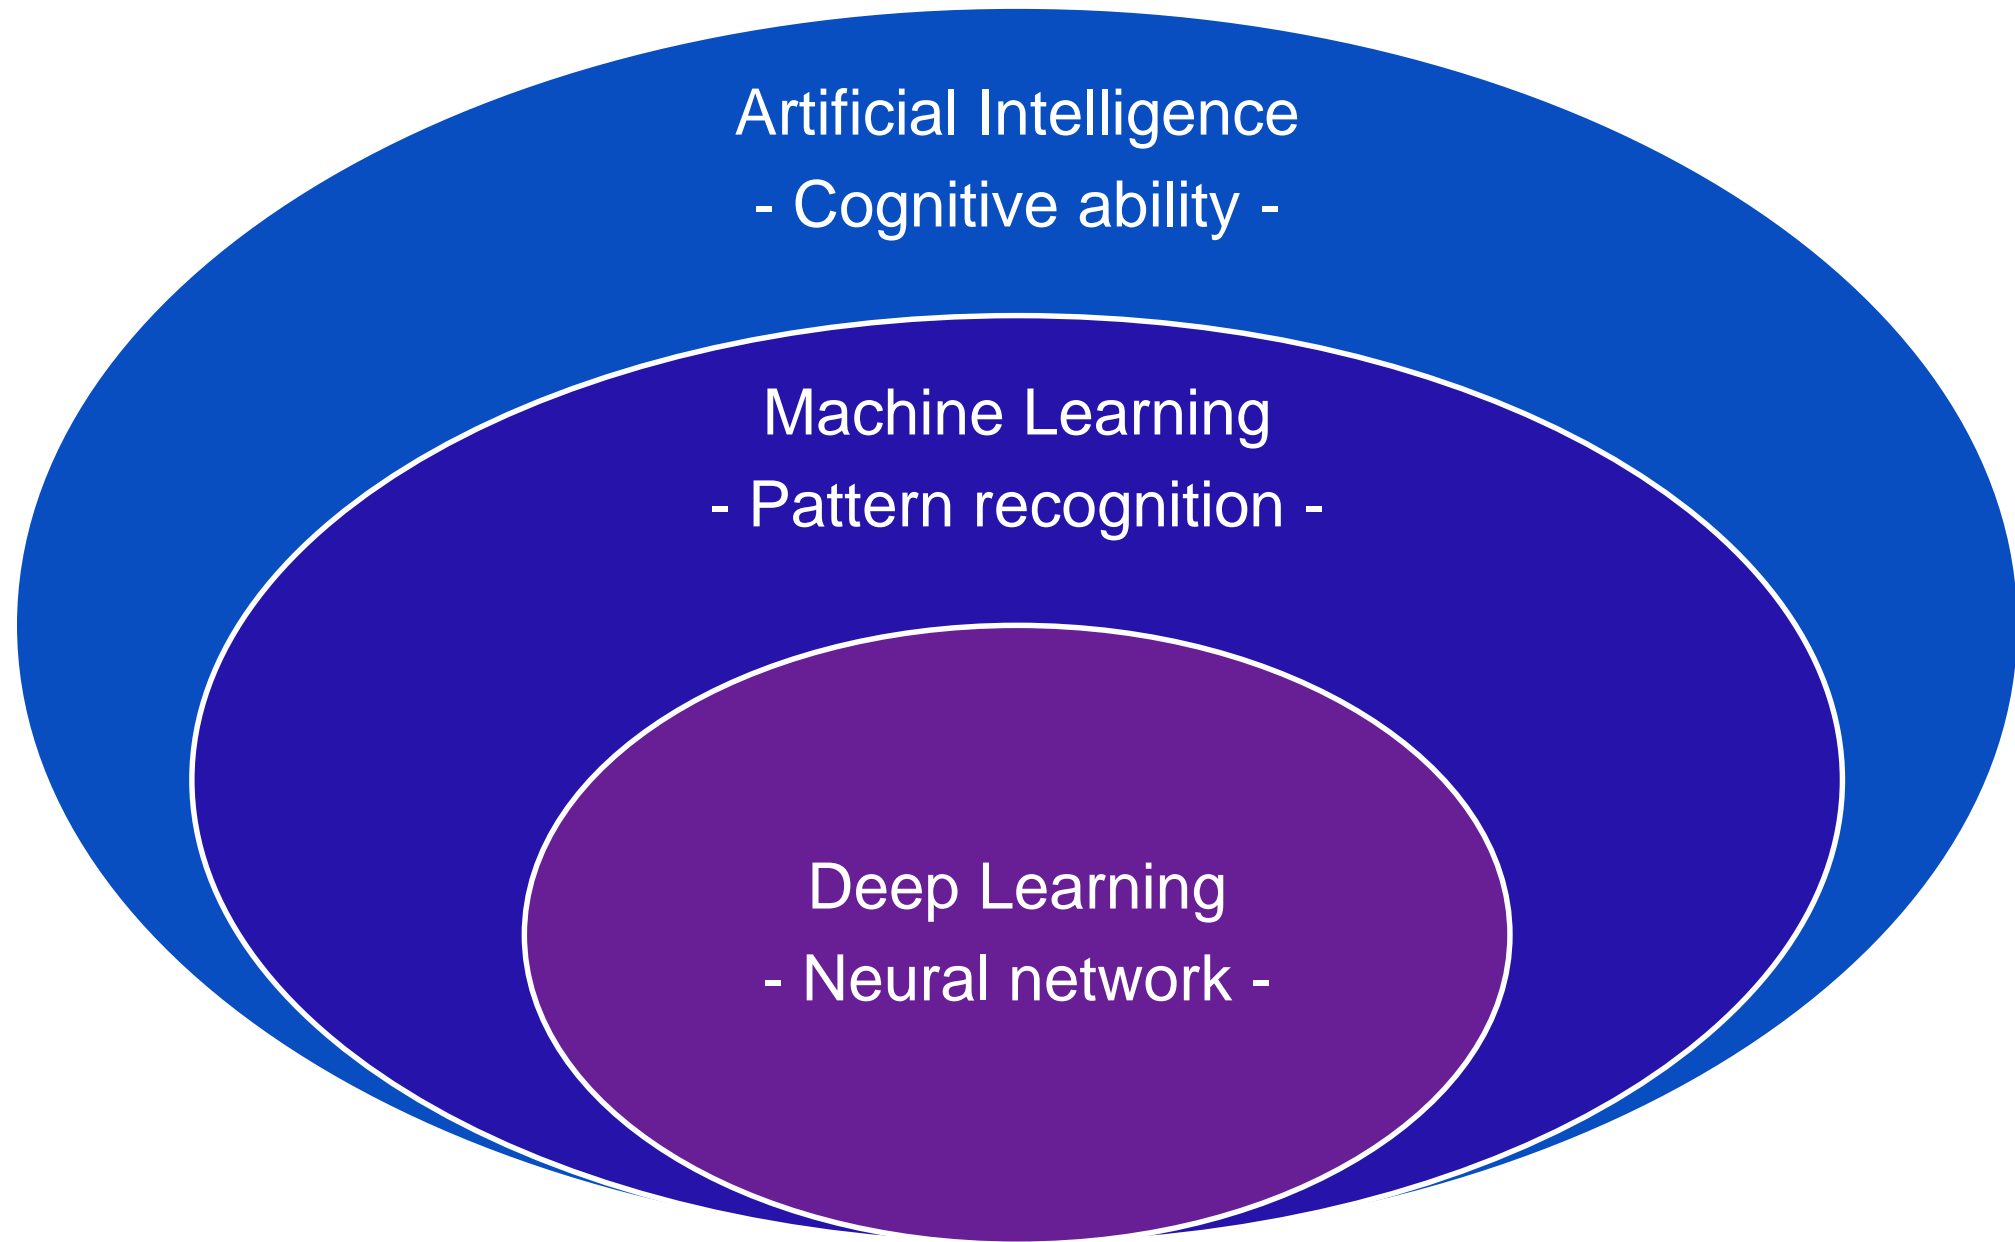 Artificial Intelligence
- Cognitive ability -
Machine Learning
- Pattern recognition -
Deep Learning
- Neural network -